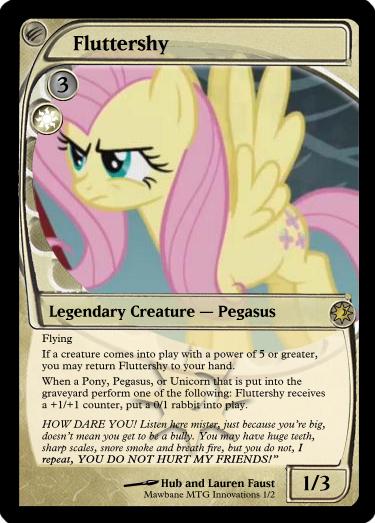 Fluttershy
3
Legendary Creature — Pegasus
Flying
If a creature comes into play with a power of 5 or greater,
you may return Fluttershy to your hand.
When a Pony, Pegasus, or Unicorn that is put into the
graveyard perform one of the following: Fluttershy receives
a +1/+1 counter, put a 0/1 rabbit into play.
HOW DARE YOU! Listen here mister, just because you're big,
doesn't mean you get to be a bully. You may have huge teeth,
sharp scales, snore smoke and breath fire, but you do not, I
repeat, YOU DO NOT HURT MY FRIENDS!"
Hub and Lauren Faust
Mawbane MTG Innovations 1/2
1/3